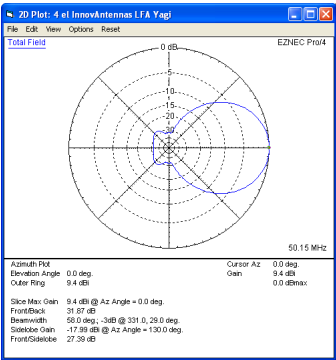 2D Plot: 4 el InnovAntennas LFA Yagi
File Edit View Options Reset
Total Field
EZNEC Pro/4
0 dB
-5
-10
-15
-20
-30
50.15 MHz
Azimuth Plot
Cursor Az 0.0 deg.
Elevation Angle 0.0 deg.
Gain 9.4 dBi
Outer Ring 9.4 dBi
0.0 dBmax
Slice Max Gain 9.4 dBi @ Az Angle = 0.0 deg.
Front/Back 31.87 dB
Beamwidth 58.0 deg.; -3dB @ 331.0, 29.0 deg.
Sidelobe Gain -17.99 dBi @ Az Angle = 130.0 deg.
Front/Sidelobe 27.39 dB